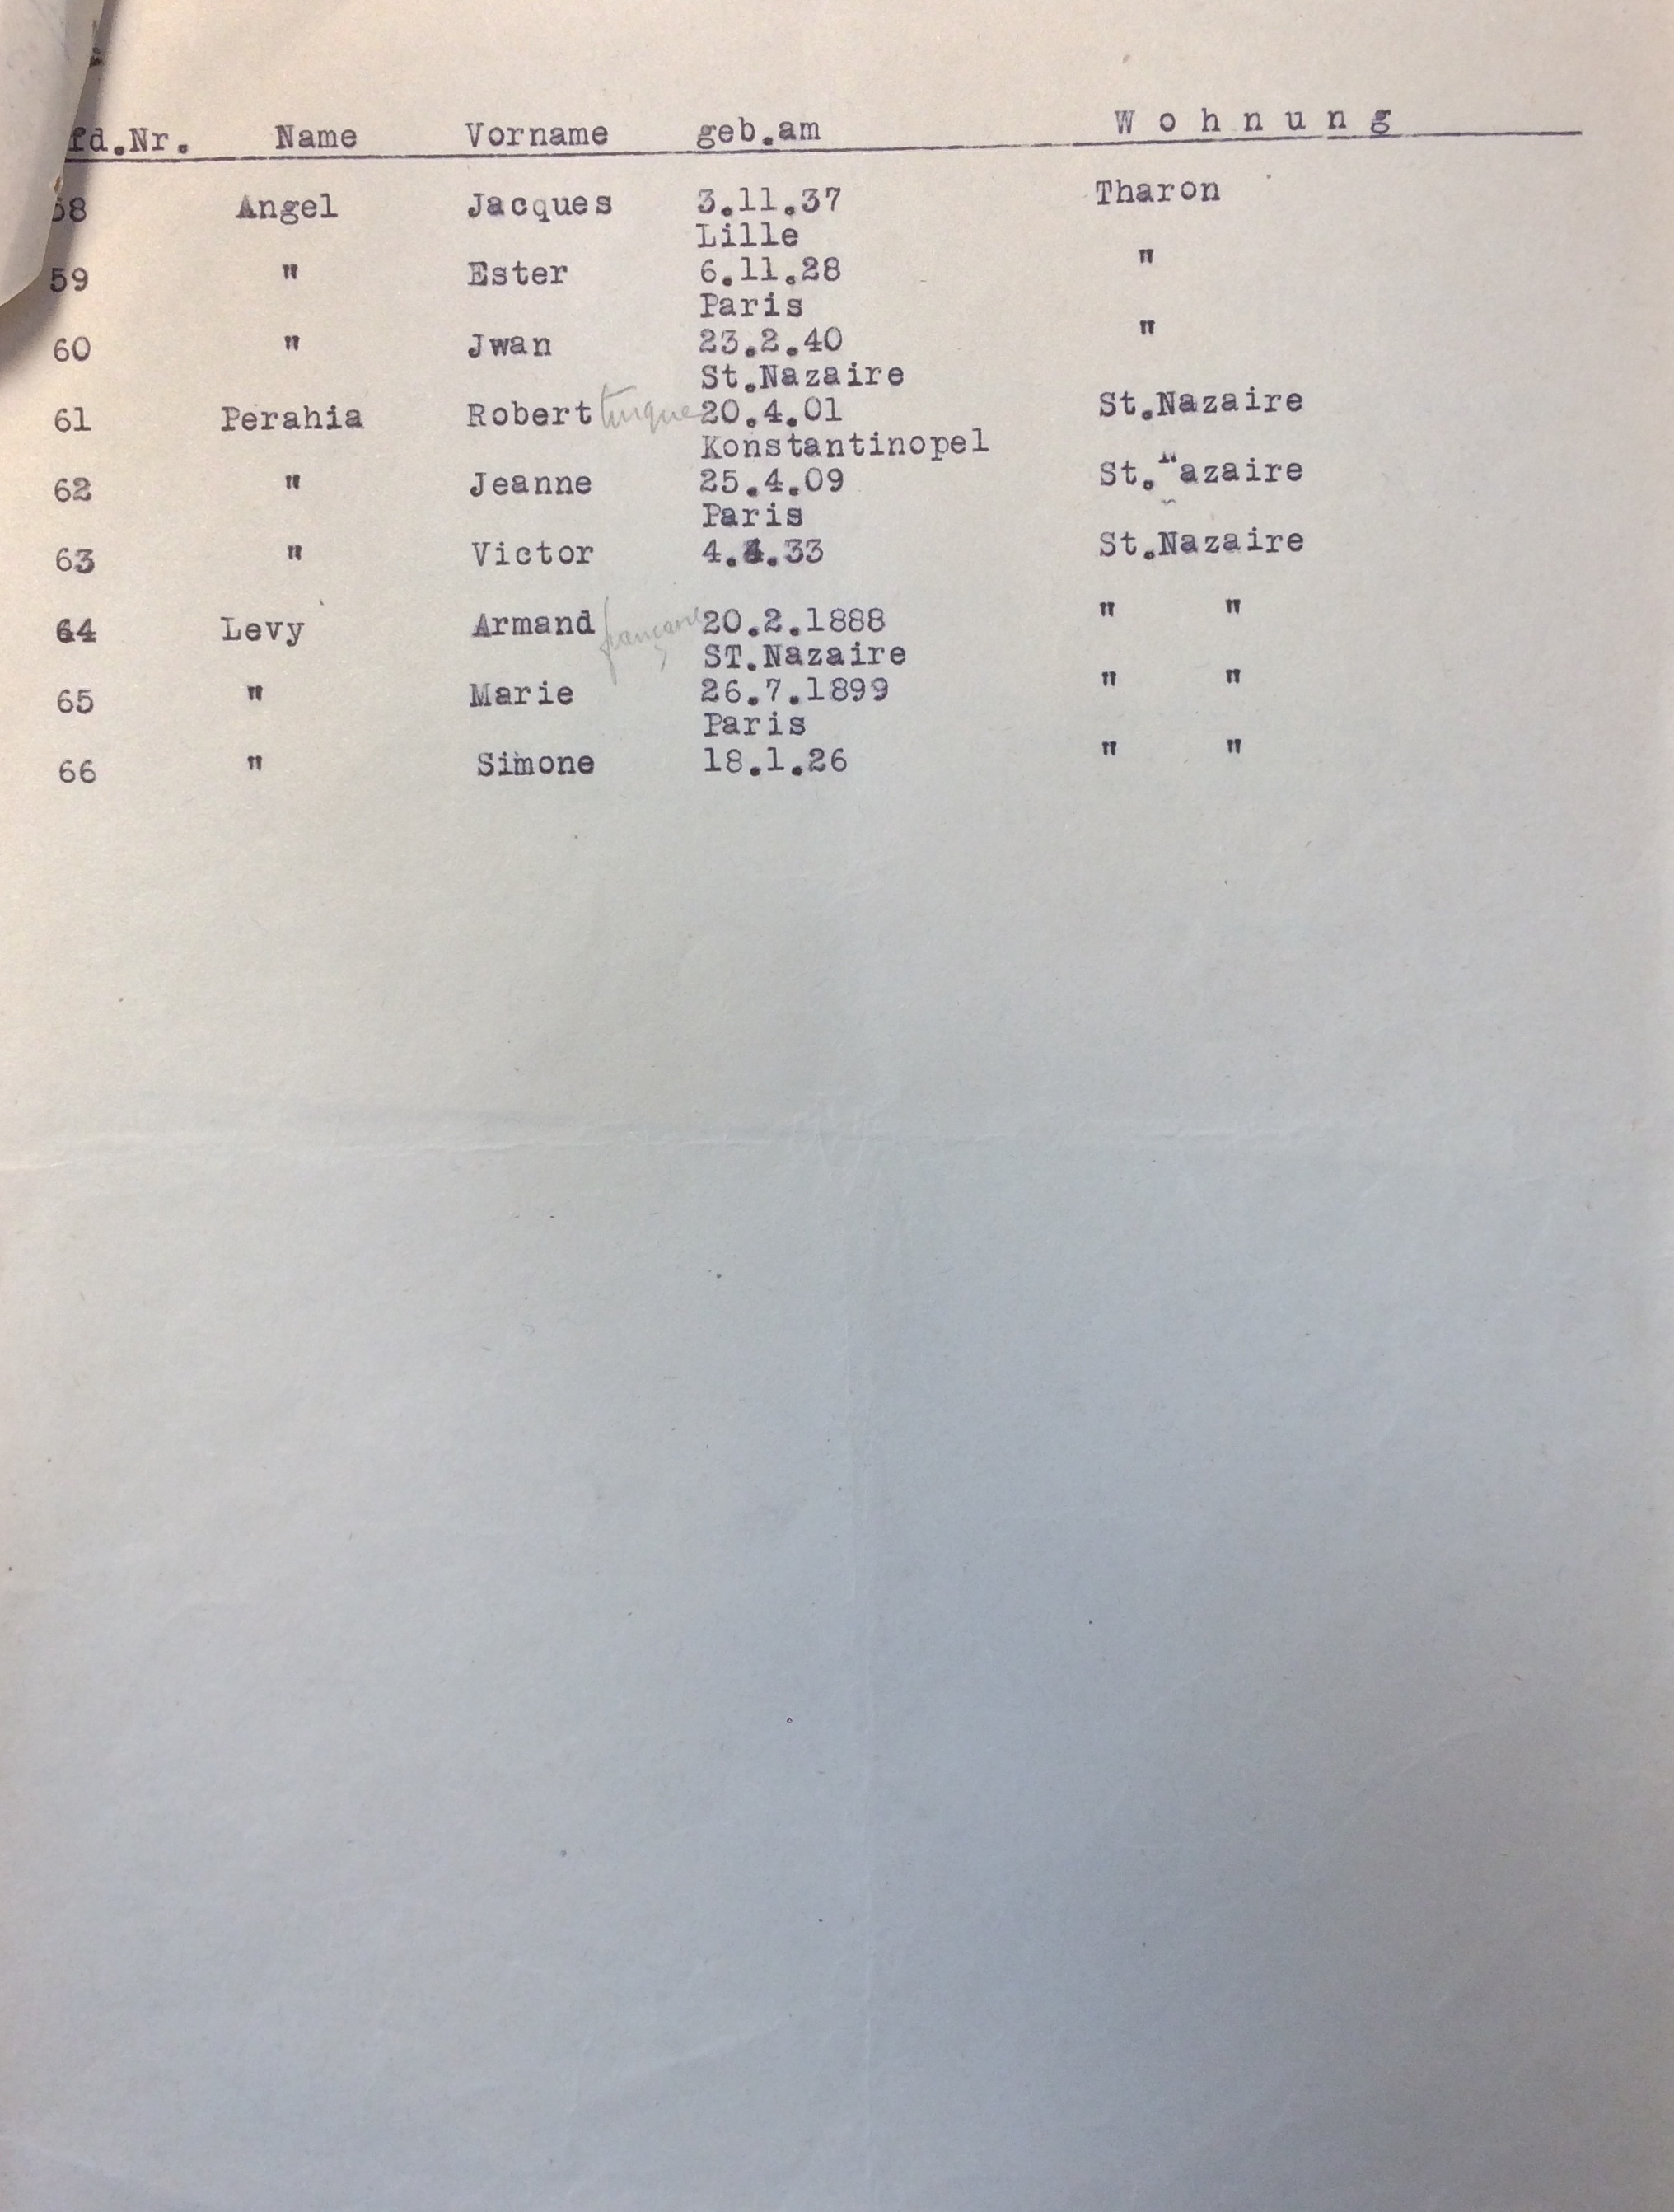 fd.Nr. Name Vorname geb.am Wohnung
58 Angel Jacques 3.11.37 Tharon
Lille
59 " Ester 6.11.28 "
Paris
60 " Jwan 23.2.40 "
St.Nazaire
61 Perahia Robert turque 20.4.01 St.Nazaire
Konstantinopel
62 " Jeanne 25.4.09 St.Nazaire
Paris
63 " Victor 4.4.33 St.Nazaire
64 Levy Armand française 20.2.1888 " "
ST.Nazaire
65 " Marie 26.7.1899 " "
Paris
66 " Simone 18.1.26 " "